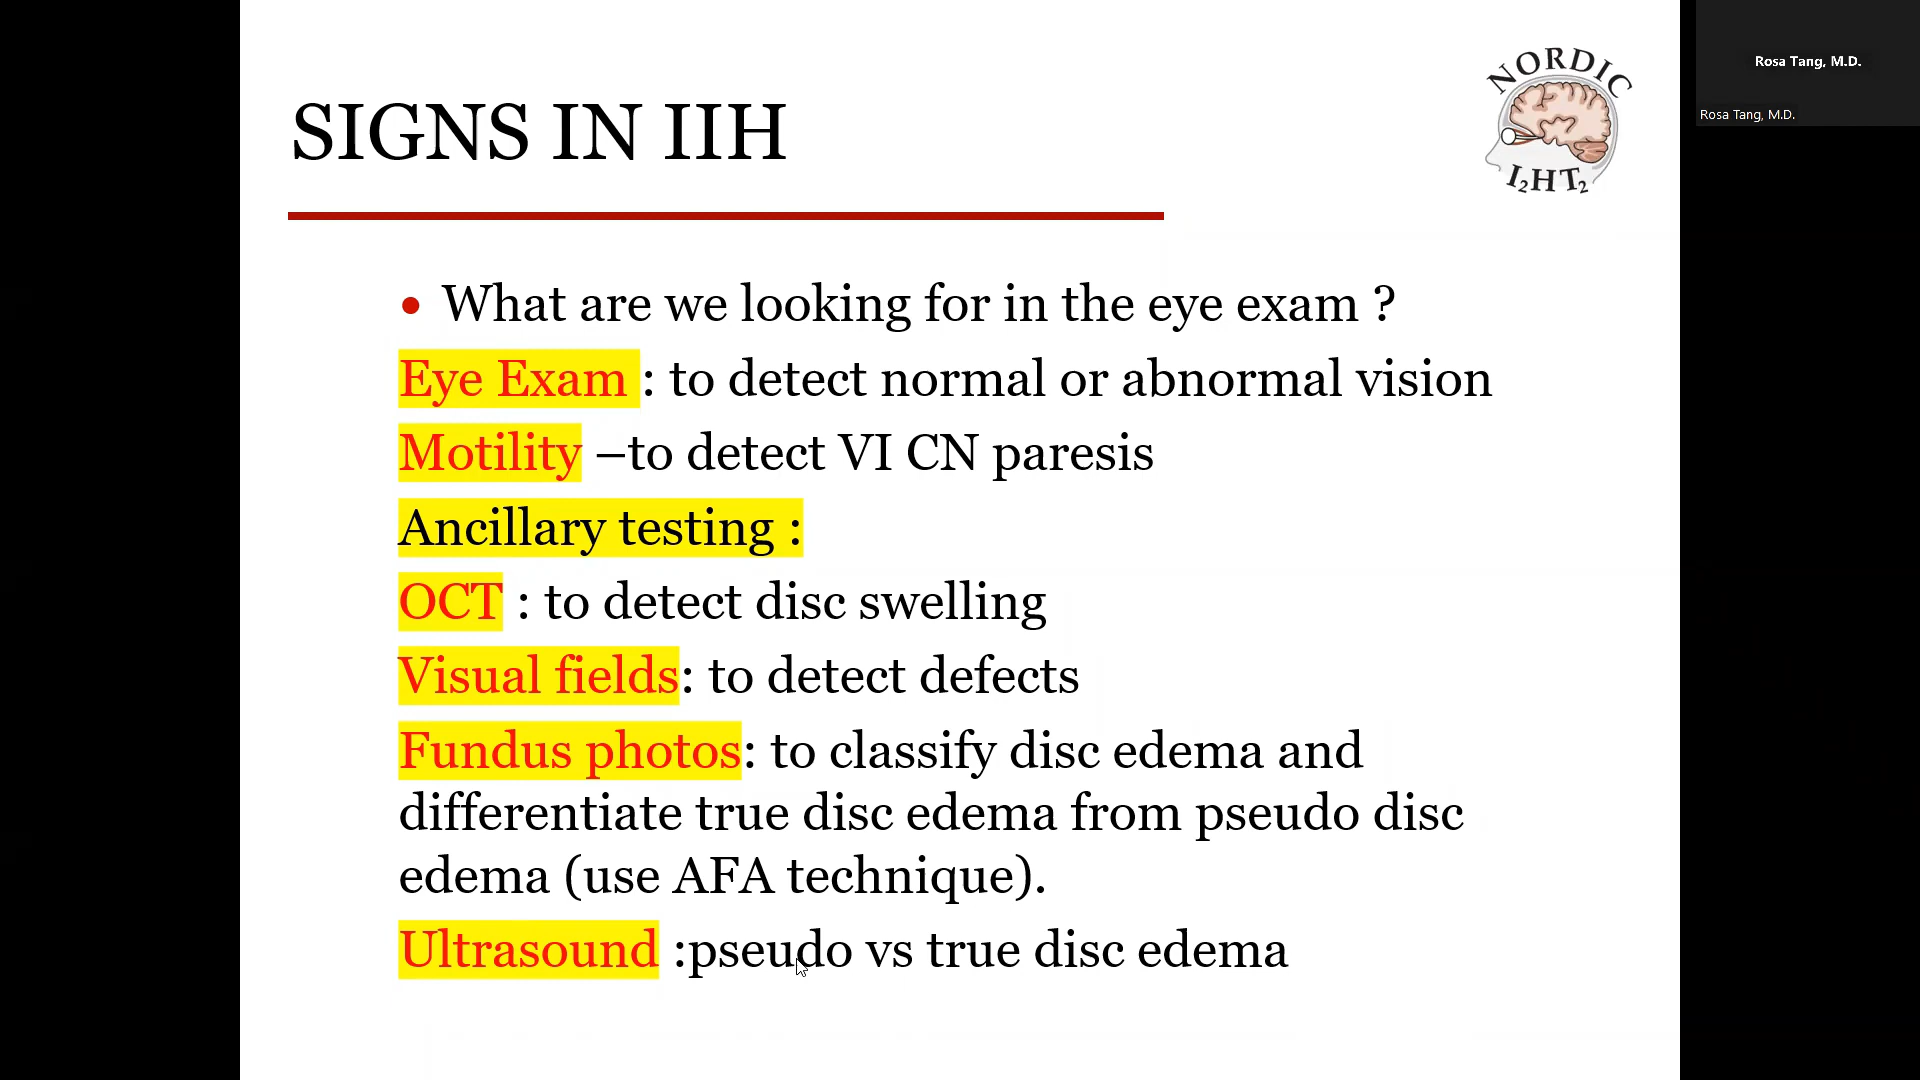 NORDIC
I2HT2
Rosa Tang, M.D.
Rosa Tang, M.D.
SIGNS IN IIH
• What are we looking for in the eye exam ?
Eye Exam : to detect normal or abnormal vision
Motility –to detect VI CN paresis
Ancillary testing :
OCT : to detect disc swelling
Visual fields: to detect defects
Fundus photos: to classify disc edema and
differentiate true disc edema from pseudo disc
edema (use AFA technique).
Ultrasound :pseudo vs true disc edema